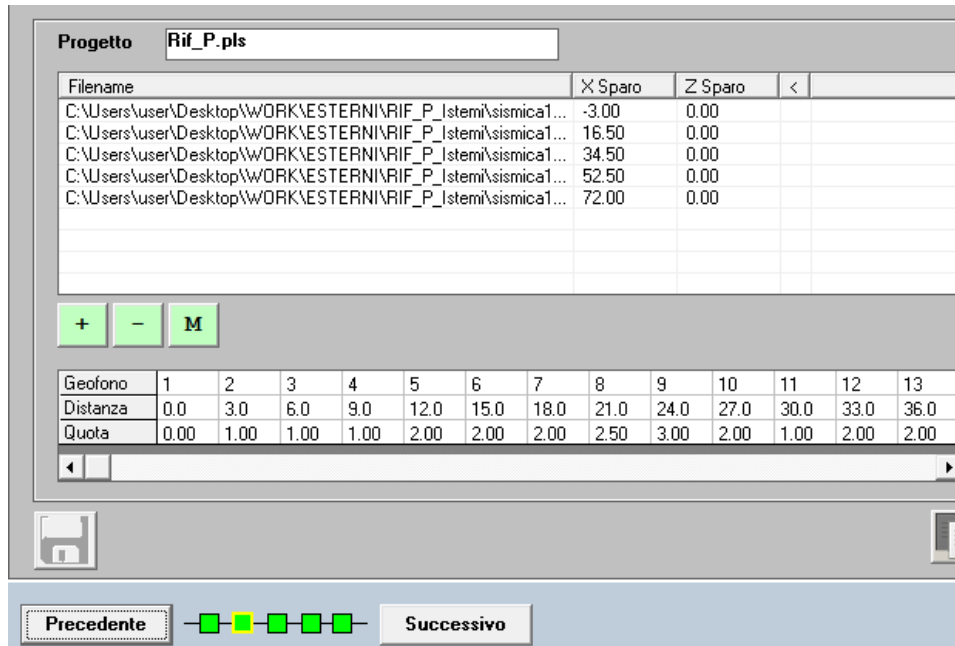 Progetto Rif_P.pls
Filename X Sparo Z Sparo <
C:\Users\user\Desktop\WORK\ESTERNI\RIF_P_Istemi\sismica1... -3.00 0.00
C:\Users\user\Desktop\WORK\ESTERNI\RIF_P_Istemi\sismica1... 16.50 0.00
C:\Users\user\Desktop\WORK\ESTERNI\RIF_P_Istemi\sismica1... 34.50 0.00
C:\Users\user\Desktop\WORK\ESTERNI\RIF_P_Istemi\sismica1... 52.50 0.00
C:\Users\user\Desktop\WORK\ESTERNI\RIF_P_Istemi\sismica1... 72.00 0.00
+ - M
Geofono 1 2 3 4 5 6 7 8 9 10 11 12 13
Distanza 0.0 3.0 6.0 9.0 12.0 15.0 18.0 21.0 24.0 27.0 30.0 33.0 36.0
Quota 0.00 1.00 1.00 1.00 2.00 2.00 2.00 2.50 3.00 2.00 1.00 2.00 2.00
Precedente Successivo